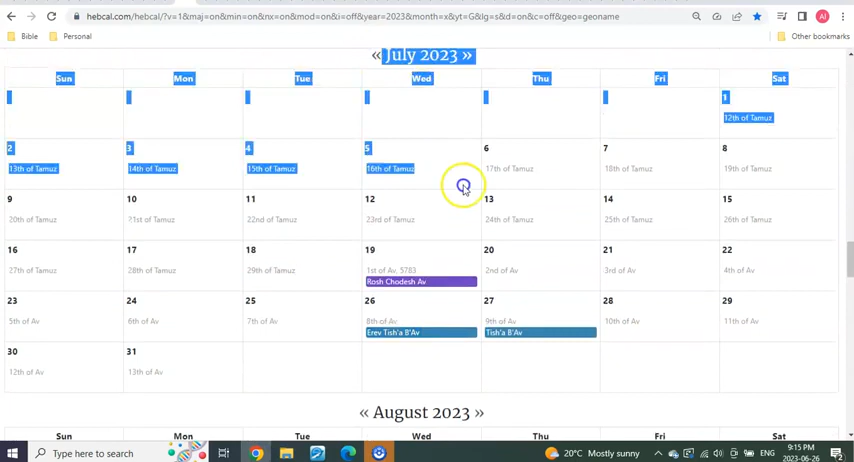 hebcal.com/hebcal/?v=1&maj=on&min=on&nx=on&mod=on&i=off&year=2023&month=x&yt=G&lg=s&d=on&c=off&geo=geoname
AI
Bible Personal Other bookmarks
« July 2023 »
Sun Mon Tue Wed Thu Fri Sat
1
12th of Tamuz
2 3 4 5 6 7 8
13th of Tamuz 14th of Tamuz 15th of Tamuz 16th of Tamuz 17th of Tamuz 18th of Tamuz 19th of Tamuz
9 10 11 12 13 14 15
20th of Tamuz 21st of Tamuz 22nd of Tamuz 23rd of Tamuz 24th of Tamuz 25th of Tamuz 26th of Tamuz
16 17 18 19 20 21 22
27th of Tamuz 28th of Tamuz 29th of Tamuz 1st of Av, 5783 2nd of Av 3rd of Av 4th of Av
Rosh Chodesh Av
23 24 25 26 27 28 29
5th of Av 6th of Av 7th of Av 8th of Av 9th of Av 10th of Av 11th of Av
Erev Tish'a B'Av Tish'a B'Av
30 31
12th of Av 13th of Av
« August 2023 »
Sun Mon Tue Wed Thu Fri Sat
Type here to search 20°C Mostly sunny ENG 9:15 PM
2023-06-26
2